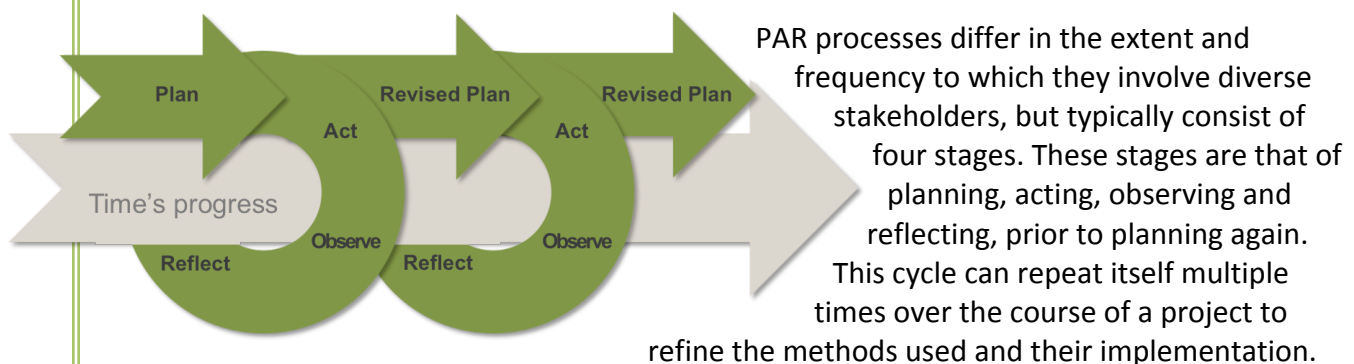 Plan
Revised Plan
Revised Plan
Act
Act
Time's progress
Observe
Observe
Reflect
Reflect
PAR processes differ in the extent and
frequency to which they involve diverse
stakeholders, but typically consist of
four stages. These stages are that of
planning, acting, observing and
reflecting, prior to planning again.
This cycle can repeat itself multiple
times over the course of a project to
refine the methods used and their implementation.